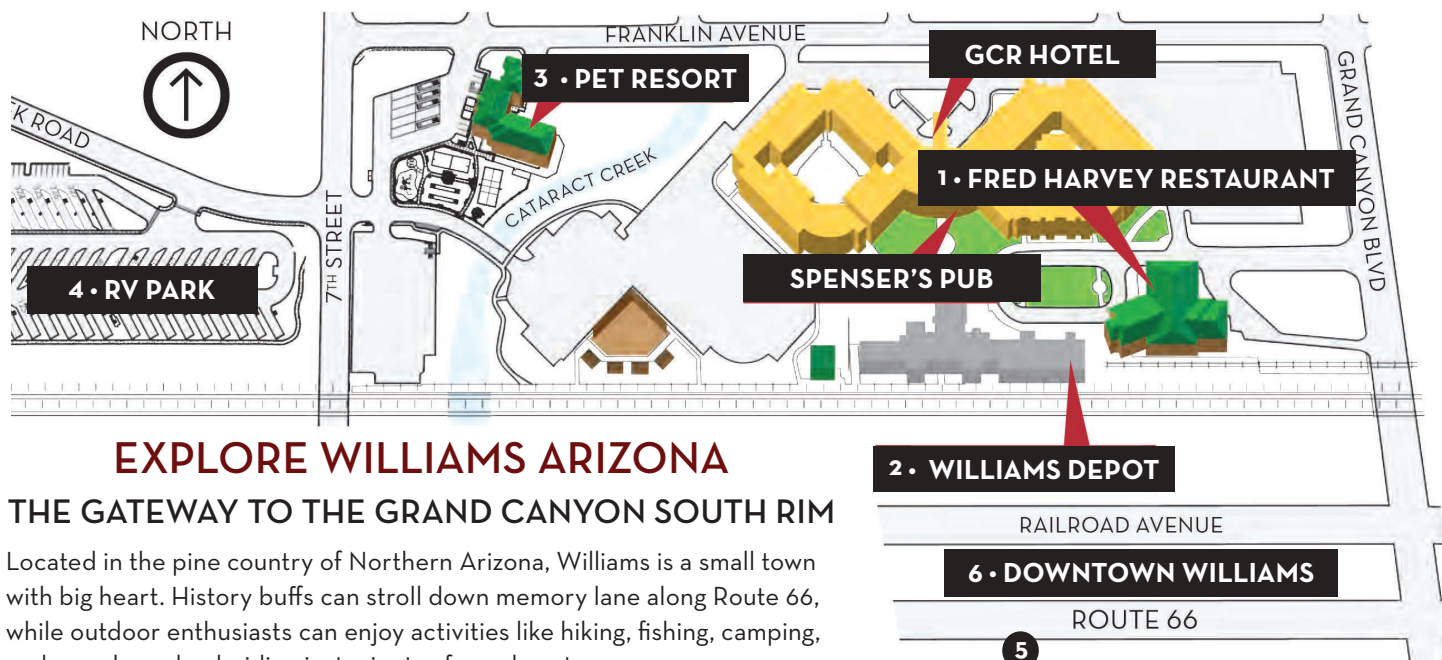 NORTH
FRANKLIN AVENUE
GCR HOTEL
3 • PET RESORT
GRAND CANYON BLVD
ROAD
CATARACT CREEK
1 • FRED HARVEY RESTAURANT
7TH STREET
4 • RV PARK
SPENSER'S PUB
EXPLORE WILLIAMS ARIZONA
THE GATEWAY TO THE GRAND CANYON SOUTH RIM
2 • WILLIAMS DEPOT
RAILROAD AVENUE
6 • DOWNTOWN WILLIAMS
ROUTE 66
5
Located in the pine country of Northern Arizona, Williams is a small town
with big heart. History buffs can stroll down memory lane along Route 66,
while outdoor enthusiasts can enjoy activities like hiking, fishing, camping,